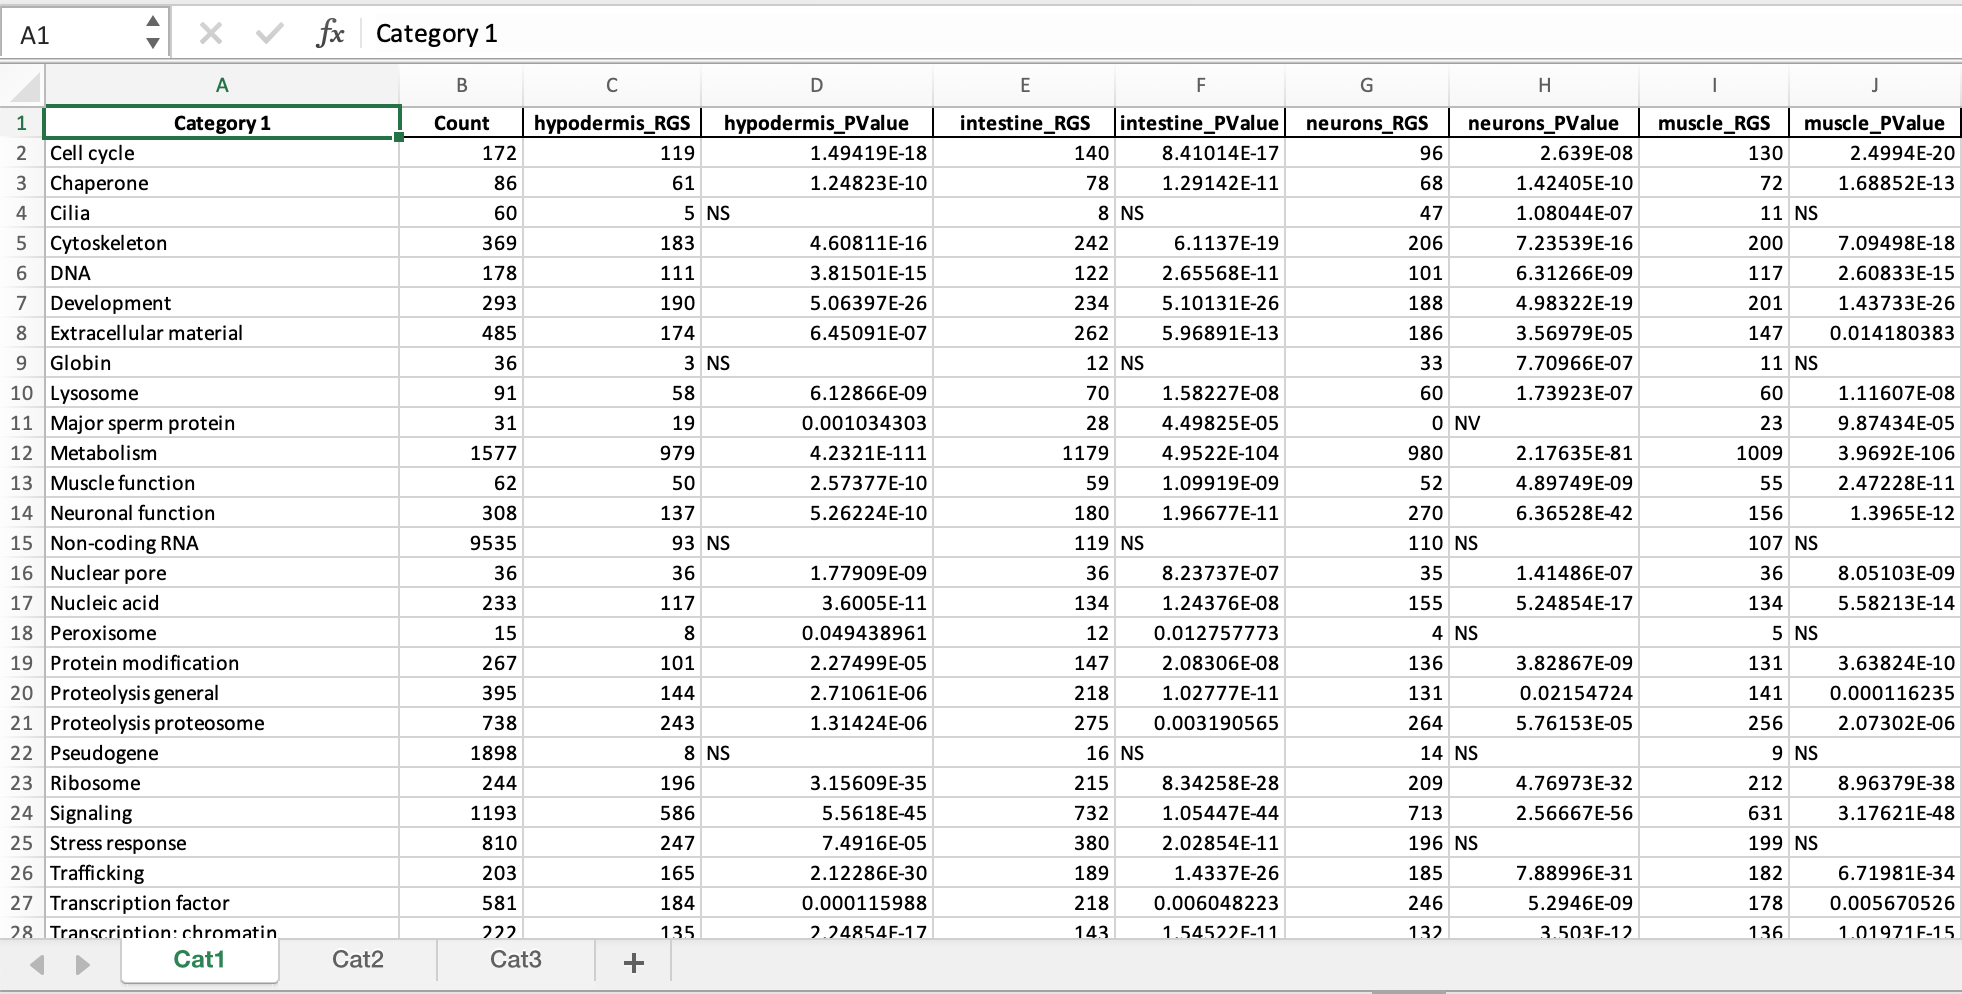 A1 fx Category 1
A B C D E F G H I J
1 Category 1 Count hypodermis_RGS hypodermis_PValue intestine_RGS intestine_PValue neurons_RGS neurons_PValue muscle_RGS muscle_PValue
2 Cell cycle 172 119 1.49419E-18 140 8.41014E-17 96 2.639E-08 130 2.4994E-20
3 Chaperone 86 61 1.24823E-10 78 1.29142E-11 68 1.42405E-10 72 1.68852E-13
4 Cilia 60 5 NS 8 NS 47 1.08044E-07 11 NS
5 Cytoskeleton 369 183 4.60811E-16 242 6.1137E-19 206 7.23539E-16 200 7.09498E-18
6 DNA 178 111 3.81501E-15 122 2.65568E-11 101 6.31266E-09 117 2.60833E-15
7 Development 293 190 5.06397E-26 234 5.10131E-26 188 4.98322E-19 201 1.43733E-26
8 Extracellular material 485 174 6.45091E-07 262 5.96891E-13 186 3.56979E-05 147 0.014180383
9 Globin 36 3 NS 12 NS 33 7.70966E-07 11 NS
10 Lysosome 91 58 6.12866E-09 70 1.58227E-08 60 1.73923E-07 60 1.11607E-08
11 Major sperm protein 31 19 0.001034303 28 4.49825E-05 0 NV 23 9.87434E-05
12 Metabolism 1577 979 4.2321E-111 1179 4.9522E-104 980 2.17635E-81 1009 3.9692E-106
13 Muscle function 62 50 2.57377E-10 59 1.09919E-09 52 4.89749E-09 55 2.47228E-11
14 Neuronal function 308 137 5.26224E-10 180 1.96677E-11 270 6.36528E-42 156 1.3965E-12
15 Non-coding RNA 9535 93 NS 119 NS 110 NS 107 NS
16 Nuclear pore 36 36 1.77909E-09 36 8.23737E-07 35 1.41486E-07 36 8.05103E-09
17 Nucleic acid 233 117 3.6005E-11 134 1.24376E-08 155 5.24854E-17 134 5.58213E-14
18 Peroxisome 15 8 0.049438961 12 0.012757773 4 NS 5 NS
19 Protein modification 267 101 2.27499E-05 147 2.08306E-08 136 3.82867E-09 131 3.63824E-10
20 Proteolysis general 395 144 2.71061E-06 218 1.02777E-11 131 0.02154724 141 0.000116235
21 Proteolysis proteosome 738 243 1.31424E-06 275 0.003190565 264 5.76153E-05 256 2.07302E-06
22 Pseudogene 1898 8 NS 16 NS 14 NS 9 NS
23 Ribosome 244 196 3.15609E-35 215 8.34258E-28 209 4.76973E-32 212 8.96379E-38
24 Signaling 1193 586 5.5618E-45 732 1.05447E-44 713 2.56667E-56 631 3.17621E-48
25 Stress response 810 247 7.4916E-05 380 2.02854E-11 196 NS 199 NS
26 Trafficking 203 165 2.12286E-30 189 1.4337E-26 185 7.88996E-31 182 6.71981E-34
27 Transcription factor 581 184 0.000115988 218 0.006048223 246 5.2946E-09 178 0.005670526
28 Transcription: chromatin 222 135 2.24854E-17 143 1.54522E-11 132 3.503E-12 136 1.01971E-15
Cat1 Cat2 Cat3 +